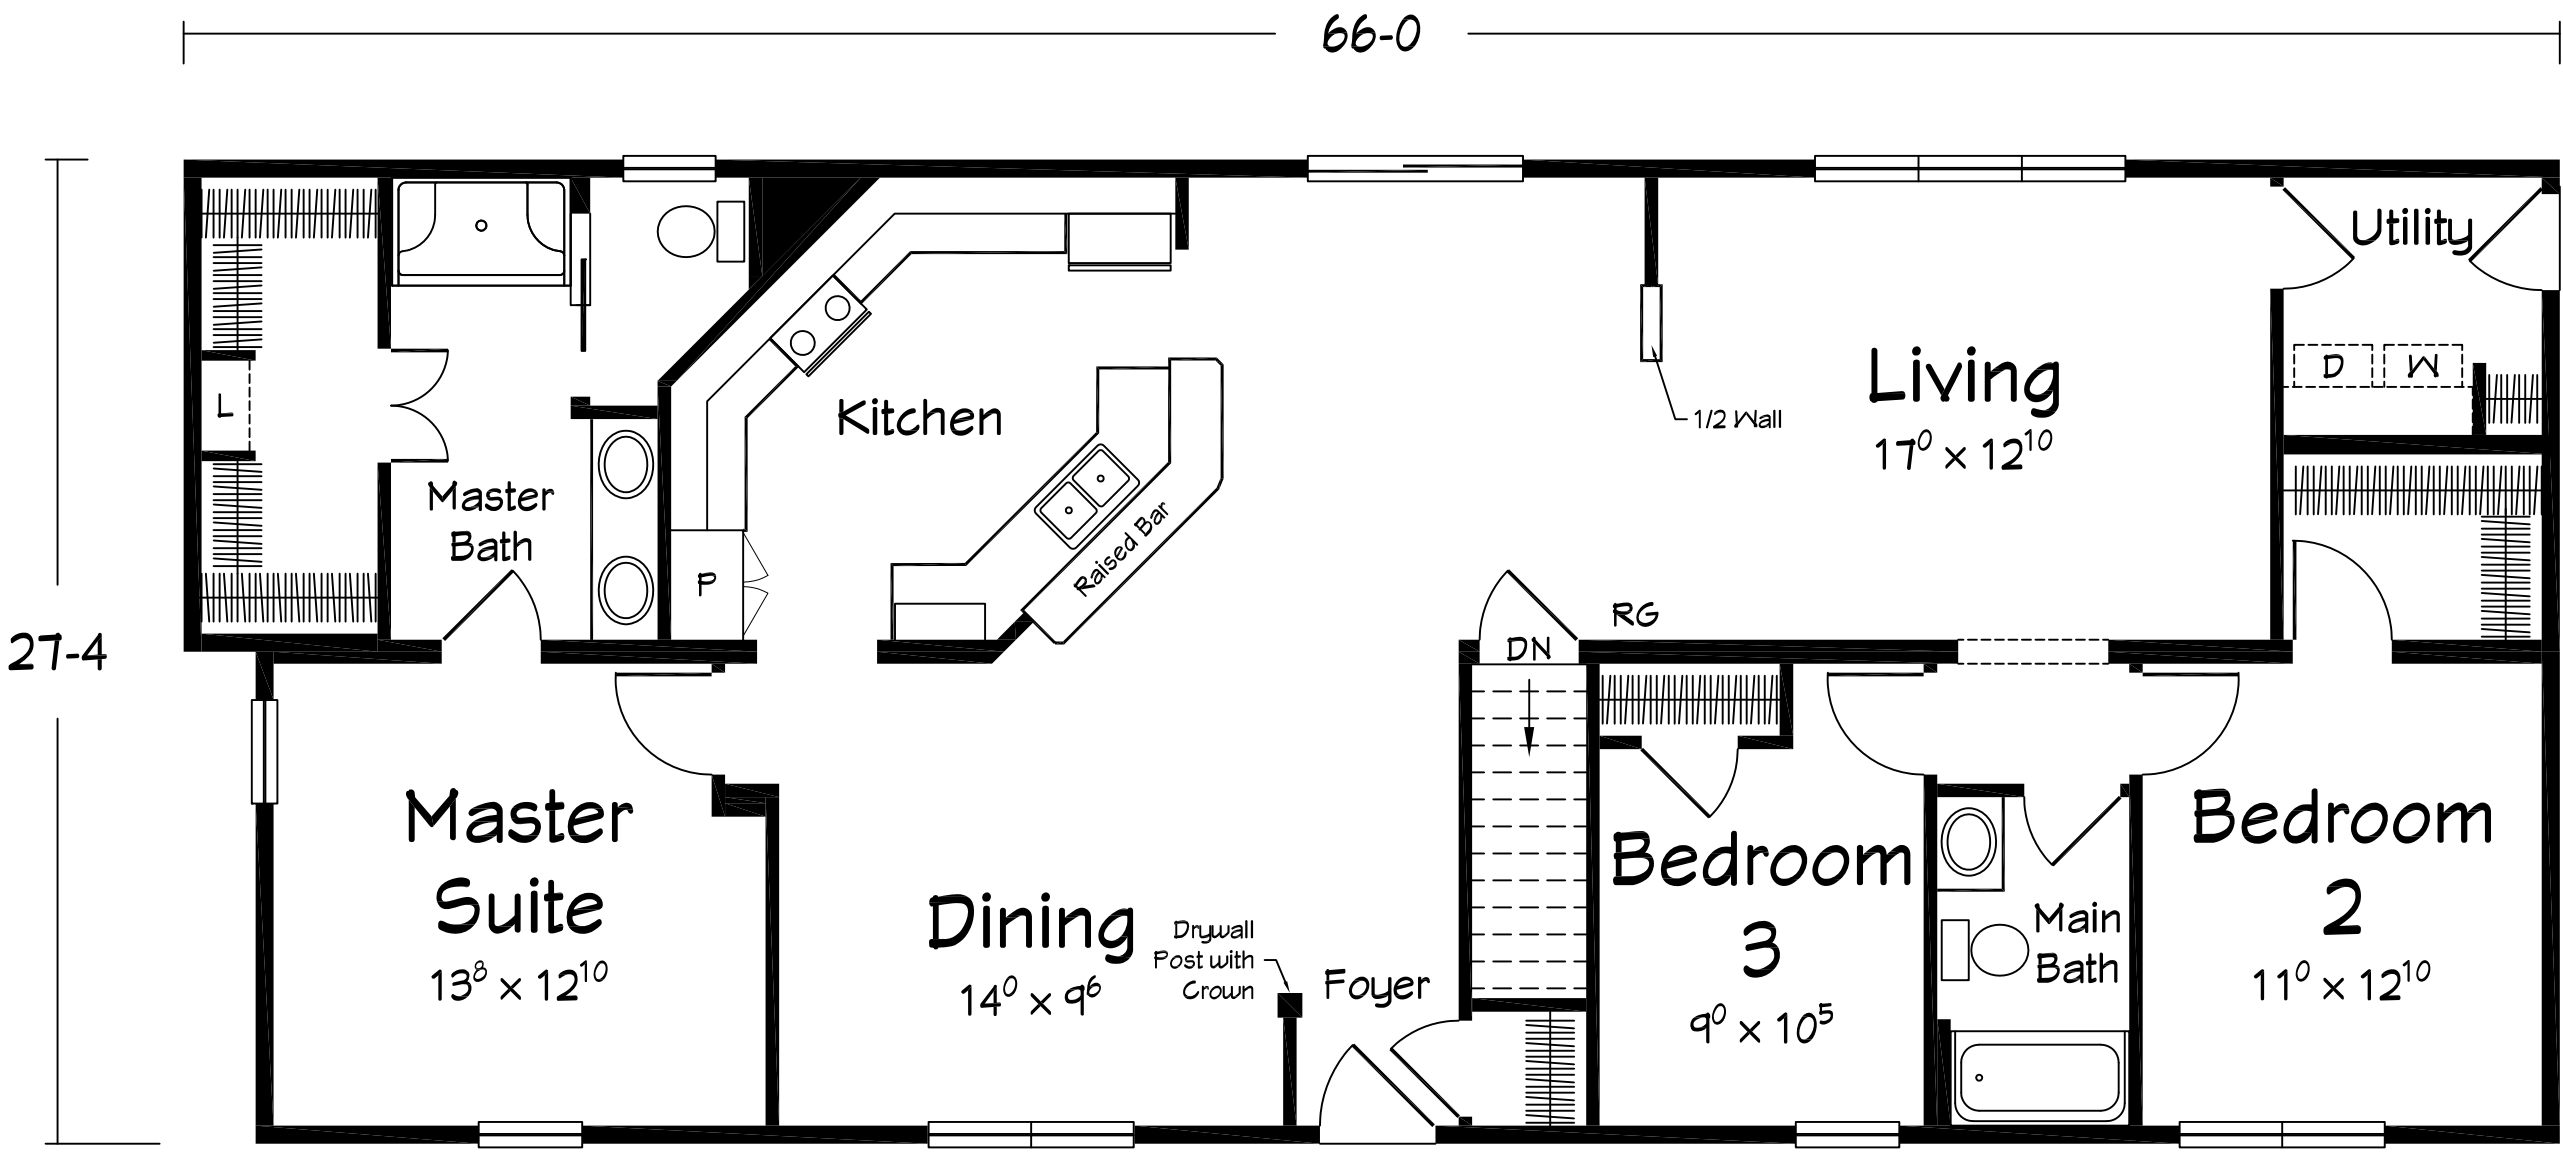 66-0
27-4
Utility
D W
L
Living
17⁰ x 12¹⁰
1/2 Wall
Kitchen
Master
Bath
Raised Bar
P
RG
DN
Master
Suite
13⁸ x 12¹⁰
Dining
14⁰ x 9⁶
Drywall
Post with
Crown
Foyer
Bedroom
3
9⁰ x 10⁵
Main
Bath
Bedroom
2
11⁰ x 12¹⁰